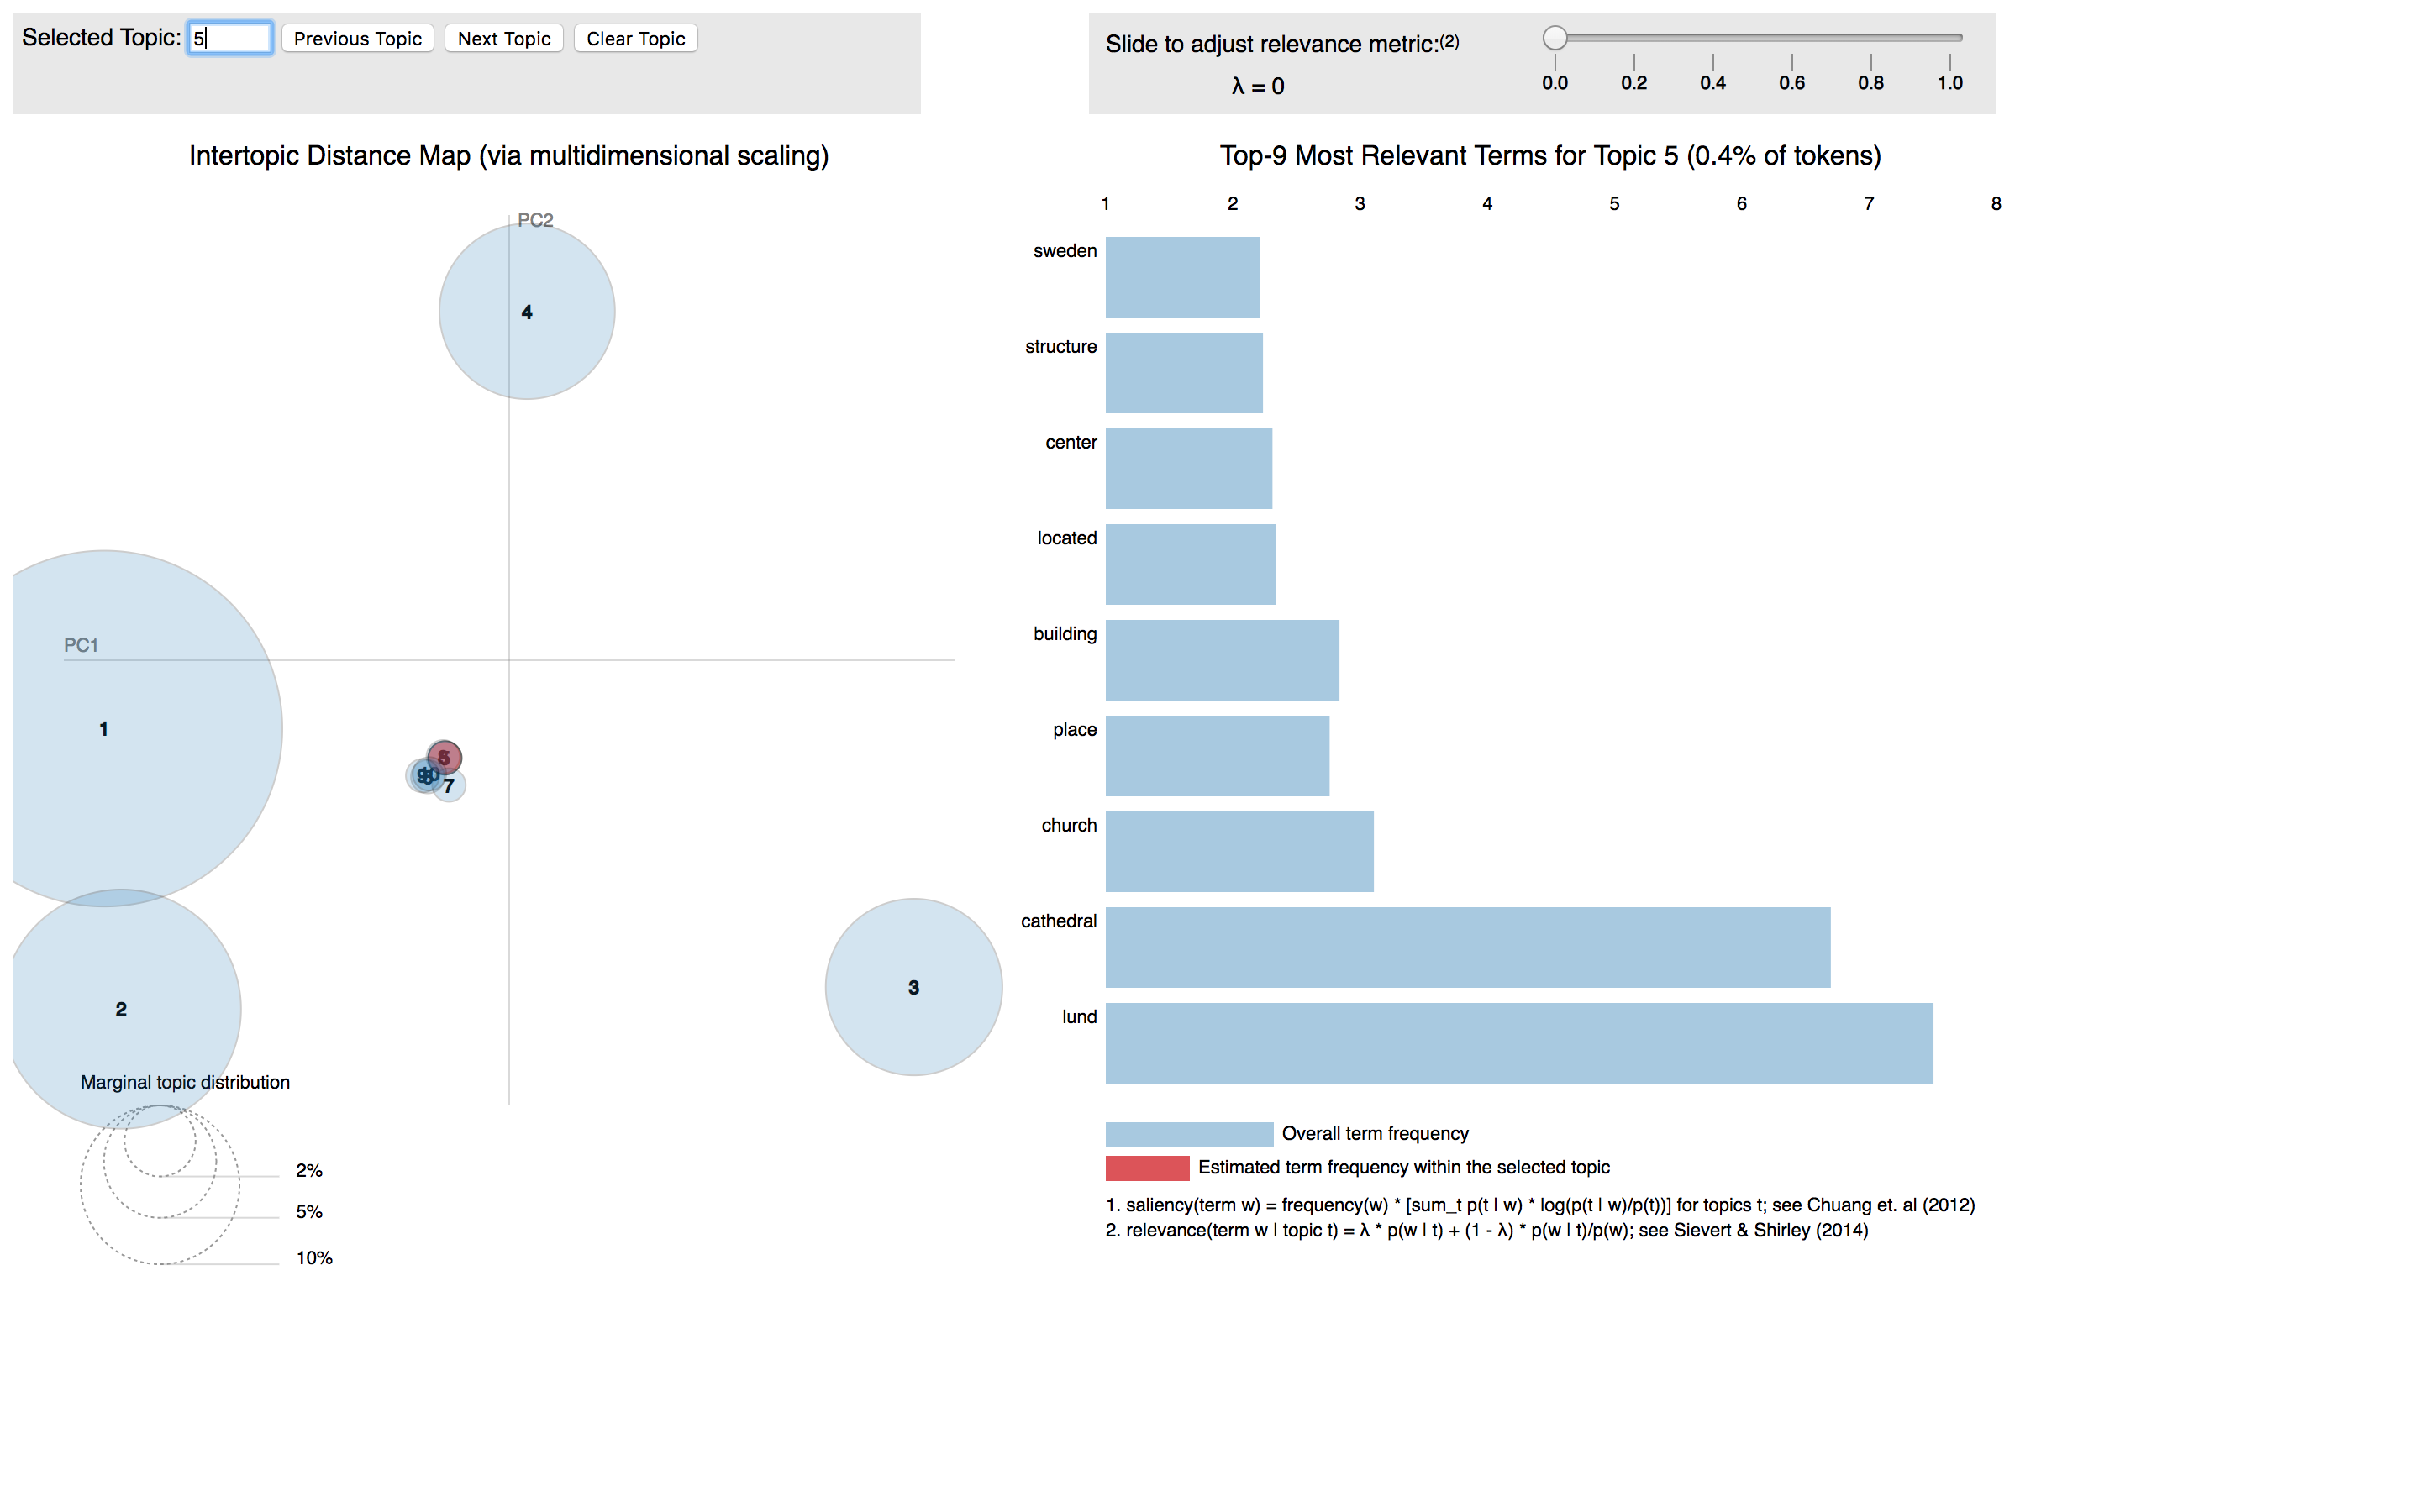 Selected Topic: 5 Previous Topic Next Topic Clear Topic
Slide to adjust relevance metric:(2)
λ = 0
0.0 0.2 0.4 0.6 0.8 1.0
Intertopic Distance Map (via multidimensional scaling)
PC2
4
PC1
1
5
7
2
3
Marginal topic distribution
2%
5%
10%
Top-9 Most Relevant Terms for Topic 5 (0.4% of tokens)
1 2 3 4 5 6 7 8
sweden
structure
center
located
building
place
church
cathedral
lund
Overall term frequency
Estimated term frequency within the selected topic
1. saliency(term w) = frequency(w) * [sum_t p(t | w) * log(p(t | w)/p(t))] for topics t; see Chuang et. al (2012)
2. relevance(term w | topic t) = λ * p(w | t) + (1 - λ) * p(w | t)/p(w); see Sievert & Shirley (2014)